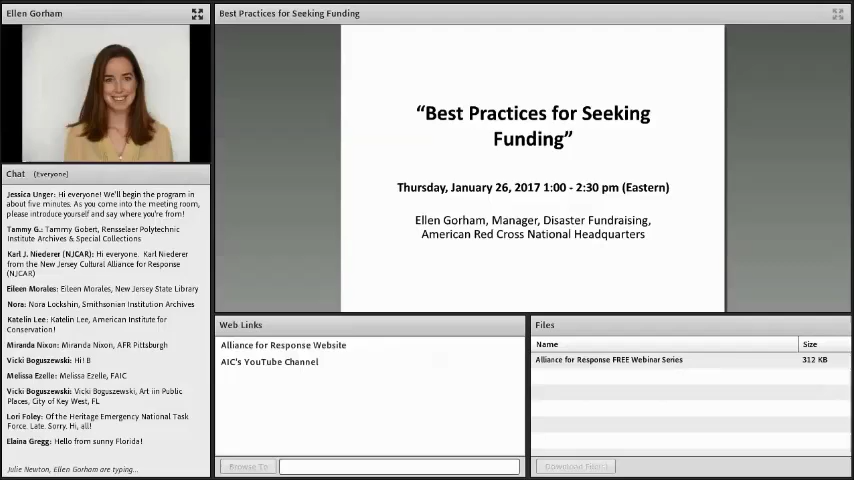 Ellen Gorham
Best Practices for Seeking Funding
“Best Practices for Seeking
Funding”
Thursday, January 26, 2017 1:00 - 2:30 pm (Eastern)
Ellen Gorham, Manager, Disaster Fundraising,
American Red Cross National Headquarters
Chat (Everyone)
Jessica Unger: Hi everyone! We'll begin the program in
about five minutes. As you come into the meeting room,
please introduce yourself and say where you're from!
Tammy G.: Tammy Gobert, Rensselaer Polytechnic
Institute Archives & Special Collections
Karl J. Niederer (NJCAR): Hi everyone. Karl Niederer
from the New Jersey Cultural Alliance for Response
(NJCAR)
Eileen Morales: Eileen Morales, New Jersey State Library
Nora: Nora Lockshin, Smithsonian Institution Archives
Katelin Lee: Katelin Lee, American Institute for
Conservation!
Miranda Nixon: Miranda Nixon, AFR Pittsburgh
Vicki Boguszewski: Hi! B
Melissa Ezelle: Melissa Ezelle, FAIC
Vicki Boguszewski: Vicki Boguszewski, Art iin Public
Places, City of Key West, FL
Lori Foley: Of the Heritage Emergency National Task
Force. Late. Sorry. Hi, all!
Elaina Gregg: Hello from sunny Florida!
Julie Newton, Ellen Gorham are typing...
Web Links
Alliance for Response Website
AIC's YouTube Channel
Browse To
Files
Name Size
Alliance for Response FREE Webinar Series 312 KB
Download File(s)